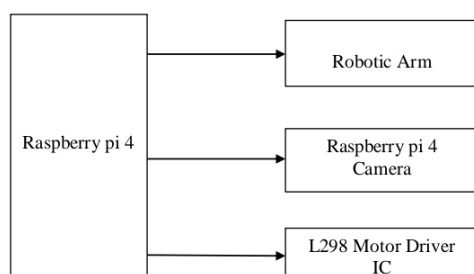 Robotic Arm
Raspberry pi 4
Raspberry pi 4
Camera
L298 Motor Driver
IC